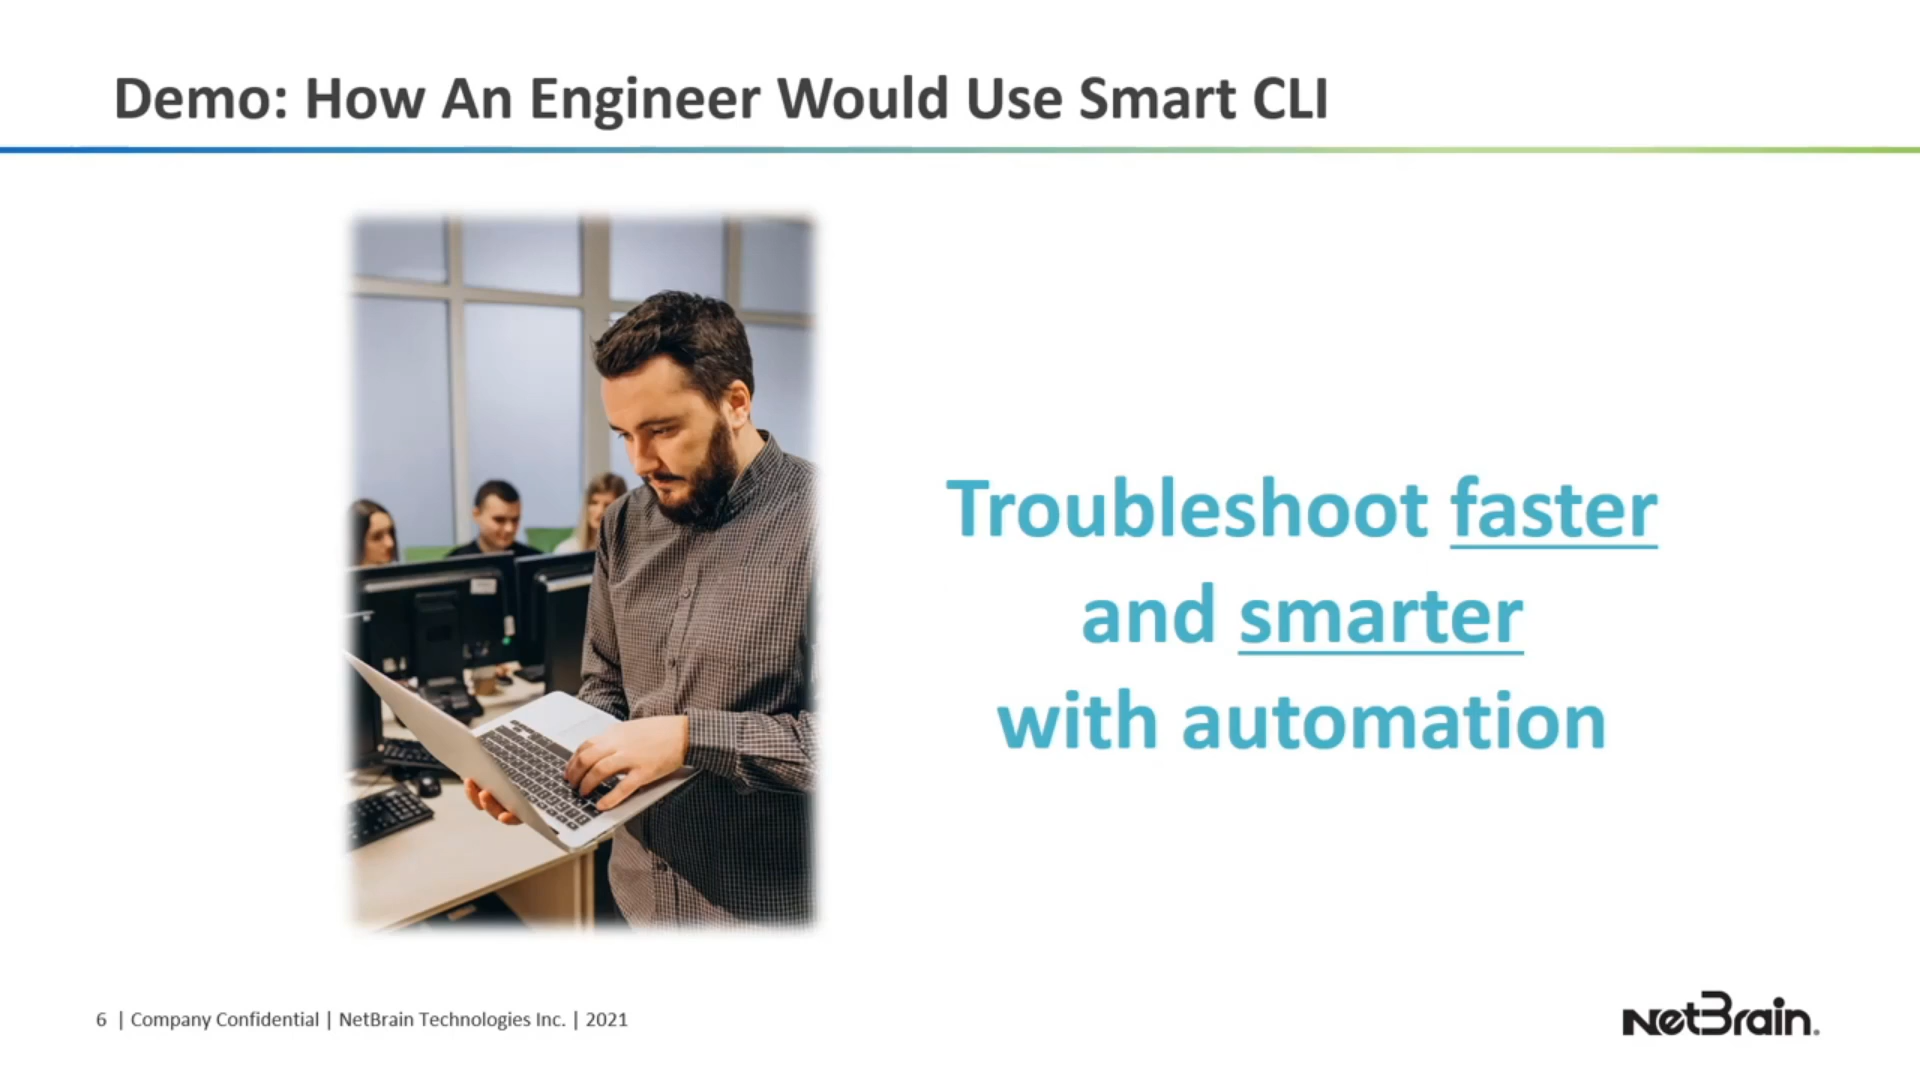 Demo: How An Engineer Would Use Smart CLI
Troubleshoot faster
and smarter
with automation
6 | Company Confidential | NetBrain Technologies Inc. | 2021
NetBrain.